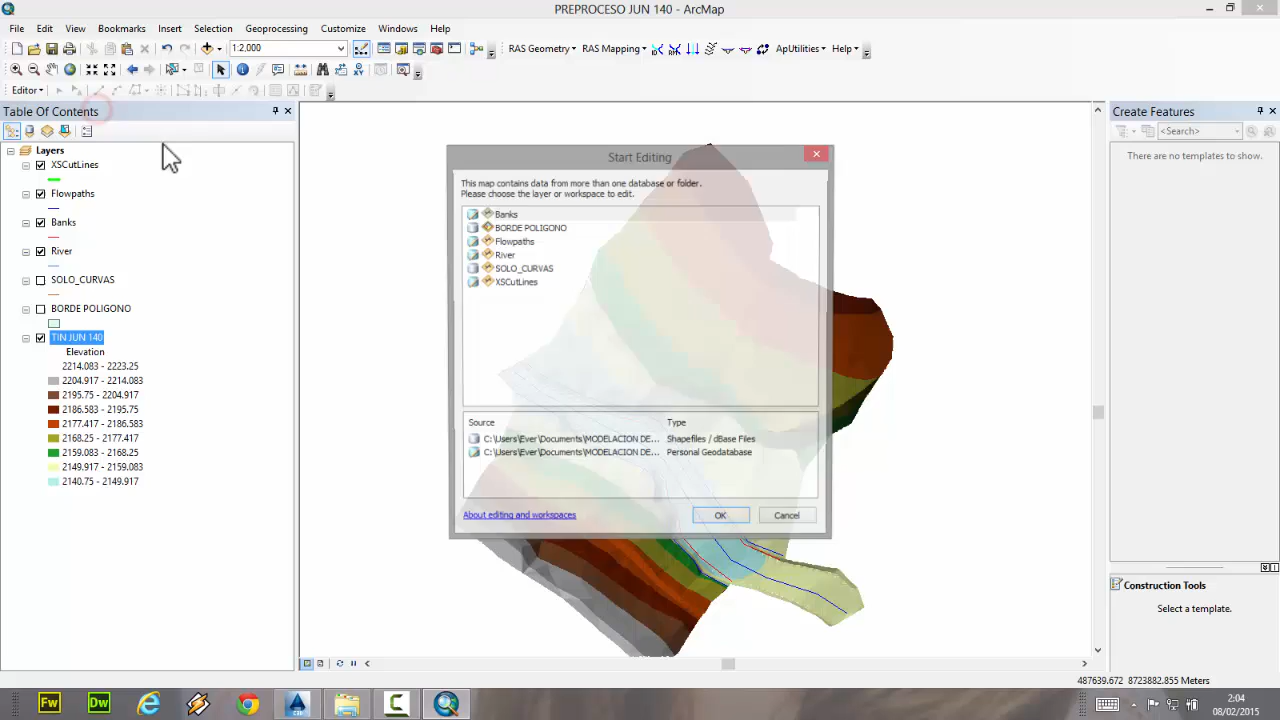 PREPROCESO JUN 140 - ArcMap
File Edit View Bookmarks Insert Selection Geoprocessing Customize Windows Help
1:2,000
RAS Geometry RAS Mapping ApUtilities Help
Editor
Table Of Contents
Layers
XSCutLines
Flowpaths
Banks
River
SOLO_CURVAS
BORDE POLIGONO
TIN JUN 140
Elevation
2214.083 - 2223.25
2204.917 - 2214.083
2195.75 - 2204.917
2186.583 - 2195.75
2177.417 - 2186.583
2168.25 - 2177.417
2159.083 - 2168.25
2149.917 - 2159.083
2140.75 - 2149.917
Start Editing
This map contains data from more than one database or folder.
Please choose the layer or workspace to edit.
Banks
BORDE POLIGONO
Flowpaths
River
SOLO_CURVAS
XSCutLines
Source Type
C:\Users\Ever\Documents\MODELACION DE... Shapefiles / dBase Files
C:\Users\Ever\Documents\MODELACION DE... Personal Geodatabase
About editing and workspaces
OK Cancel
Create Features
<Search>
There are no templates to show.
Construction Tools
Select a template.
487639.672 8723882.855 Meters
Fw Dw
2:04
08/02/2015